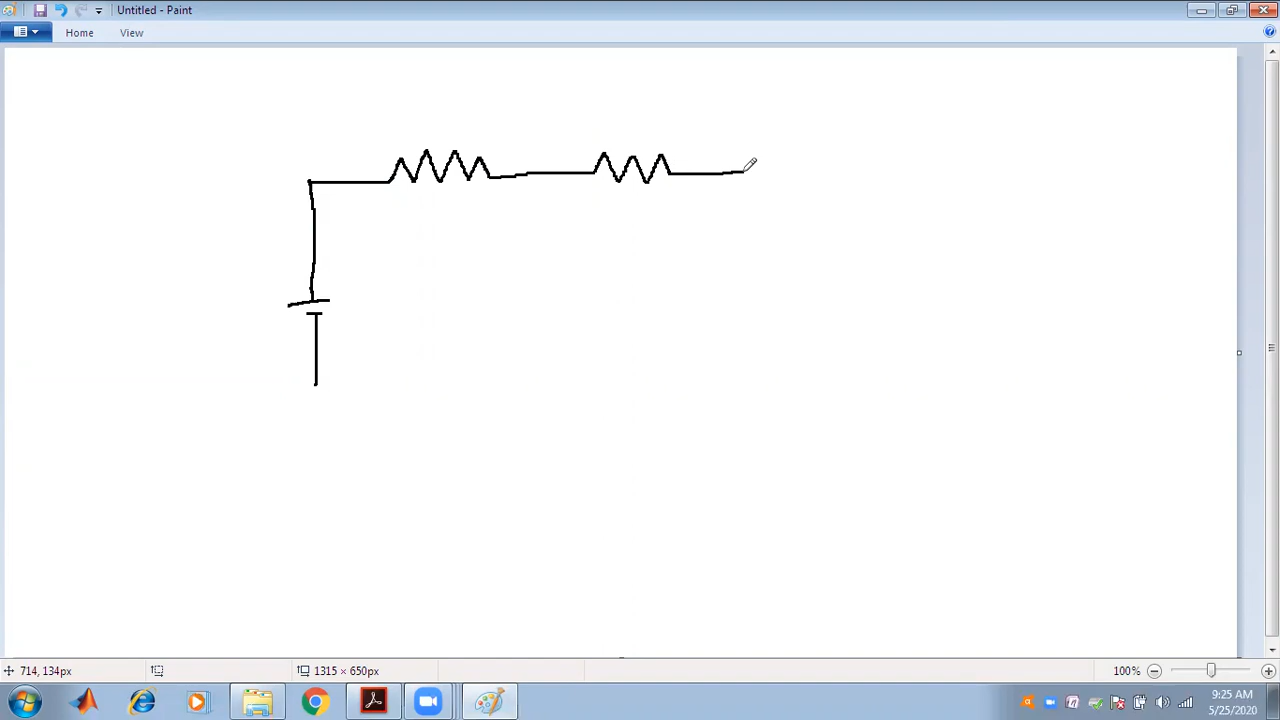 Untitled - Paint
Home
View
714, 134px
1315 × 650px
100%
9:25 AM
5/25/2020